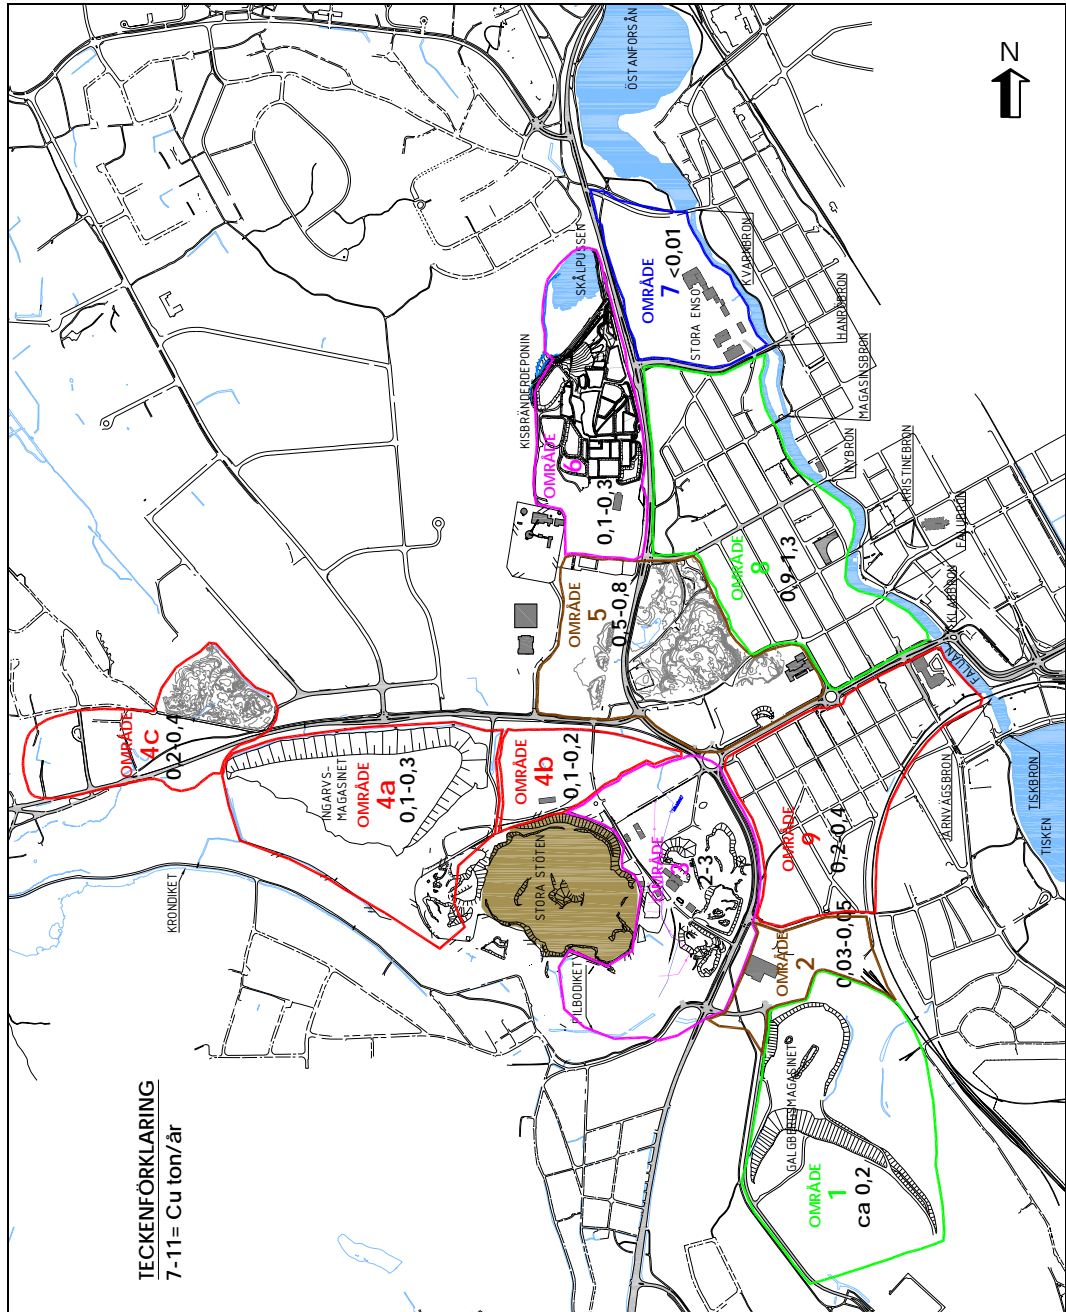 TECKENFÖRKLARING
7-11= Cu ton/år
N
ÖSTANFORSÅN
SKÅLPUSSEN
KISBRÄNDERDEPONIN
OMRÅDE
6
0,1-0,3
OMRÅDE
7
<0,01
STORA ENSO
KVARNBRON
HANRÖBRON
MAGASINSBRON
NYBRON
KRISTINEBRON
FALUBRON
KLABBRON
FALUÅN
TISKBRON
TISKEN
JÄRNVÄGSBRON
OMRÅDE
8
0,9-1,3
OMRÅDE
5
0,5-0,8
OMRÅDE
4C
0,2-0,4
INGARVS-
MAGASINET
OMRÅDE
4a
0,1-0,3
OMRÅDE
4b
0,1-0,2
KRONDIKET
STORA STÖTEN
PILBODIKET
OMRÅDE
3
2-3
OMRÅDE
9
0,2-0,4
OMRÅDE
2
0,03-0,05
GALGBERGSMAGASINET
OMRÅDE
1
ca 0,2